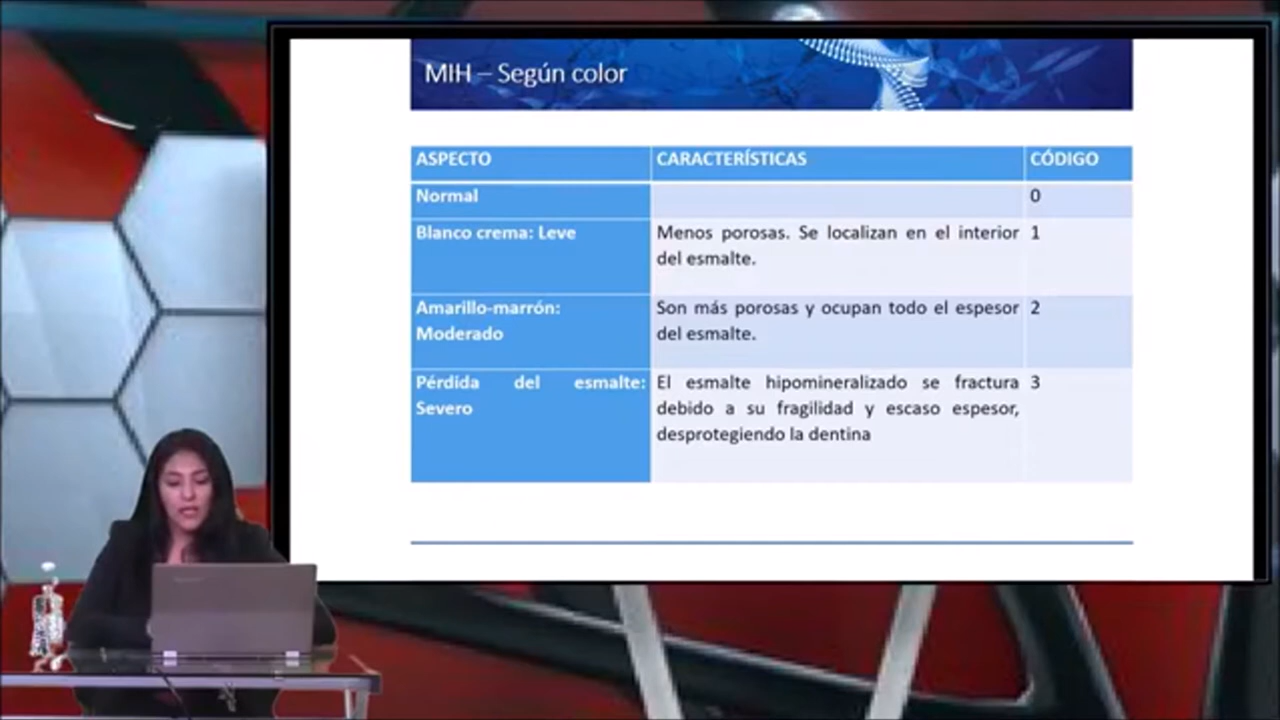 MIH – Según color
ASPECTO CARACTERÍSTICAS CÓDIGO
Normal 0
Blanco crema: Leve Menos porosas. Se localizan en el interior 1
del esmalte.
Amarillo-marrón: Son más porosas y ocupan todo el espesor 2
Moderado del esmalte.
Pérdida del esmalte: El esmalte hipomineralizado se fractura 3
Severo debido a su fragilidad y escaso espesor,
desprotegiendo la dentina